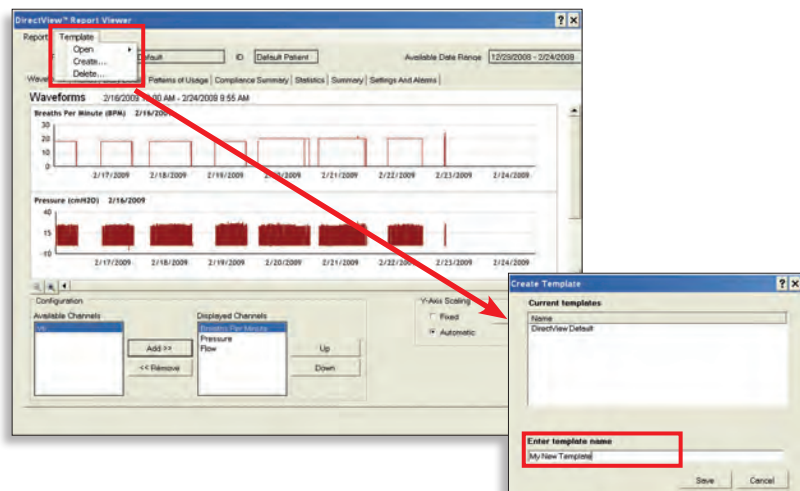 DirectView™ Report Viewer
Report Template
Open
Create...
Delete...
Default ID Default Patient Available Date Range 12/29/2008 - 2/24/2009
Patterns of Usage Compliance Summary Statistics Summary Settings And Alarms
Waveforms 2/16/2009 AM - 2/24/2009 9:55 AM
Breaths Per Minute (BPM)
30
20
10
0
2/17/2009 2/18/2009 2/19/2009 2/20/2009 2/21/2009 2/22/2009 2/23/2009 2/24/2009
Pressure (cmH2O) 2/16/2009
40
15
-10
2/17/2009 2/18/2009 2/19/2009 2/20/2009 2/21/2009 2/23/2009 2/24/2009
Configuration
Available Channels Displayed Channels
Breaths Per Minute
Pressure
Flow
Add >>
<< Remove
Up
Down
Y-Axis Scaling
Fixed
Automatic
Create Template
Current templates
Name
DirectView Default
Enter template name
My New Template
Save Cancel